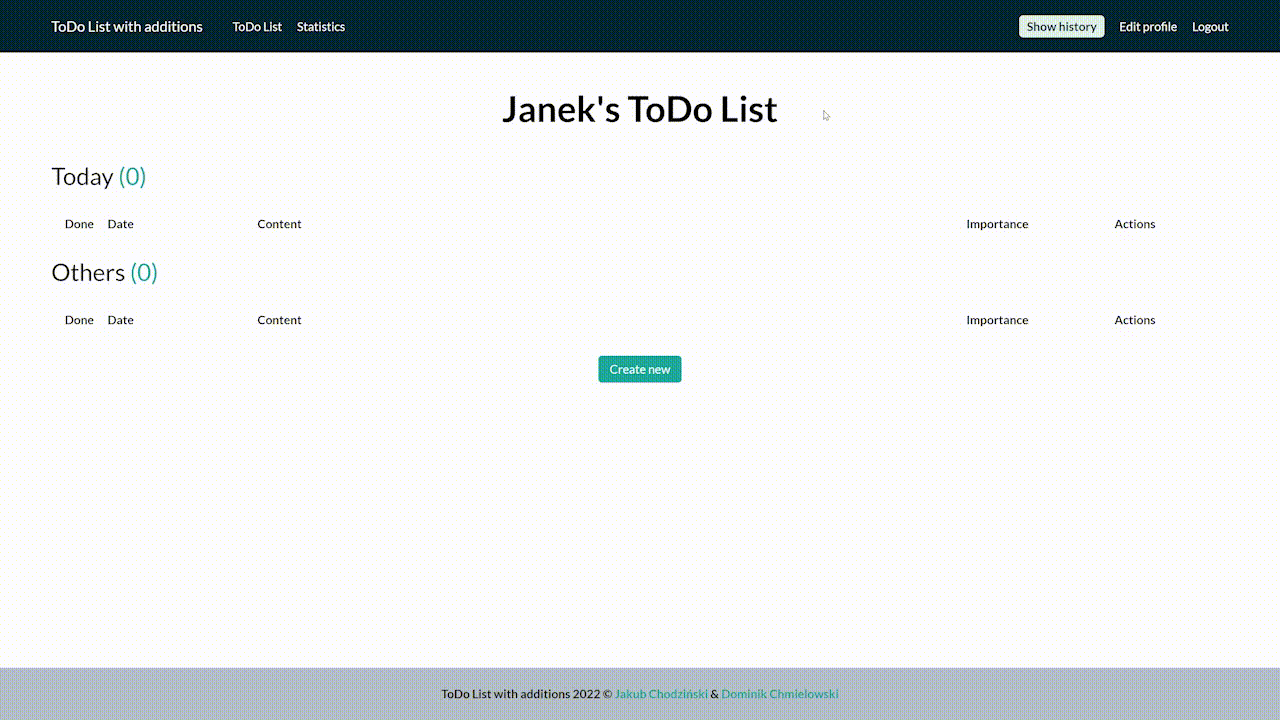 ToDo List with additions ToDo List Statistics Show history Edit profile Logout
Janek's ToDo List
Today (0)
Done Date Content Importance Actions
Others (0)
Done Date Content Importance Actions
Create new
ToDo List with additions 2022 © Jakub Chodziński & Dominik Chmielowski